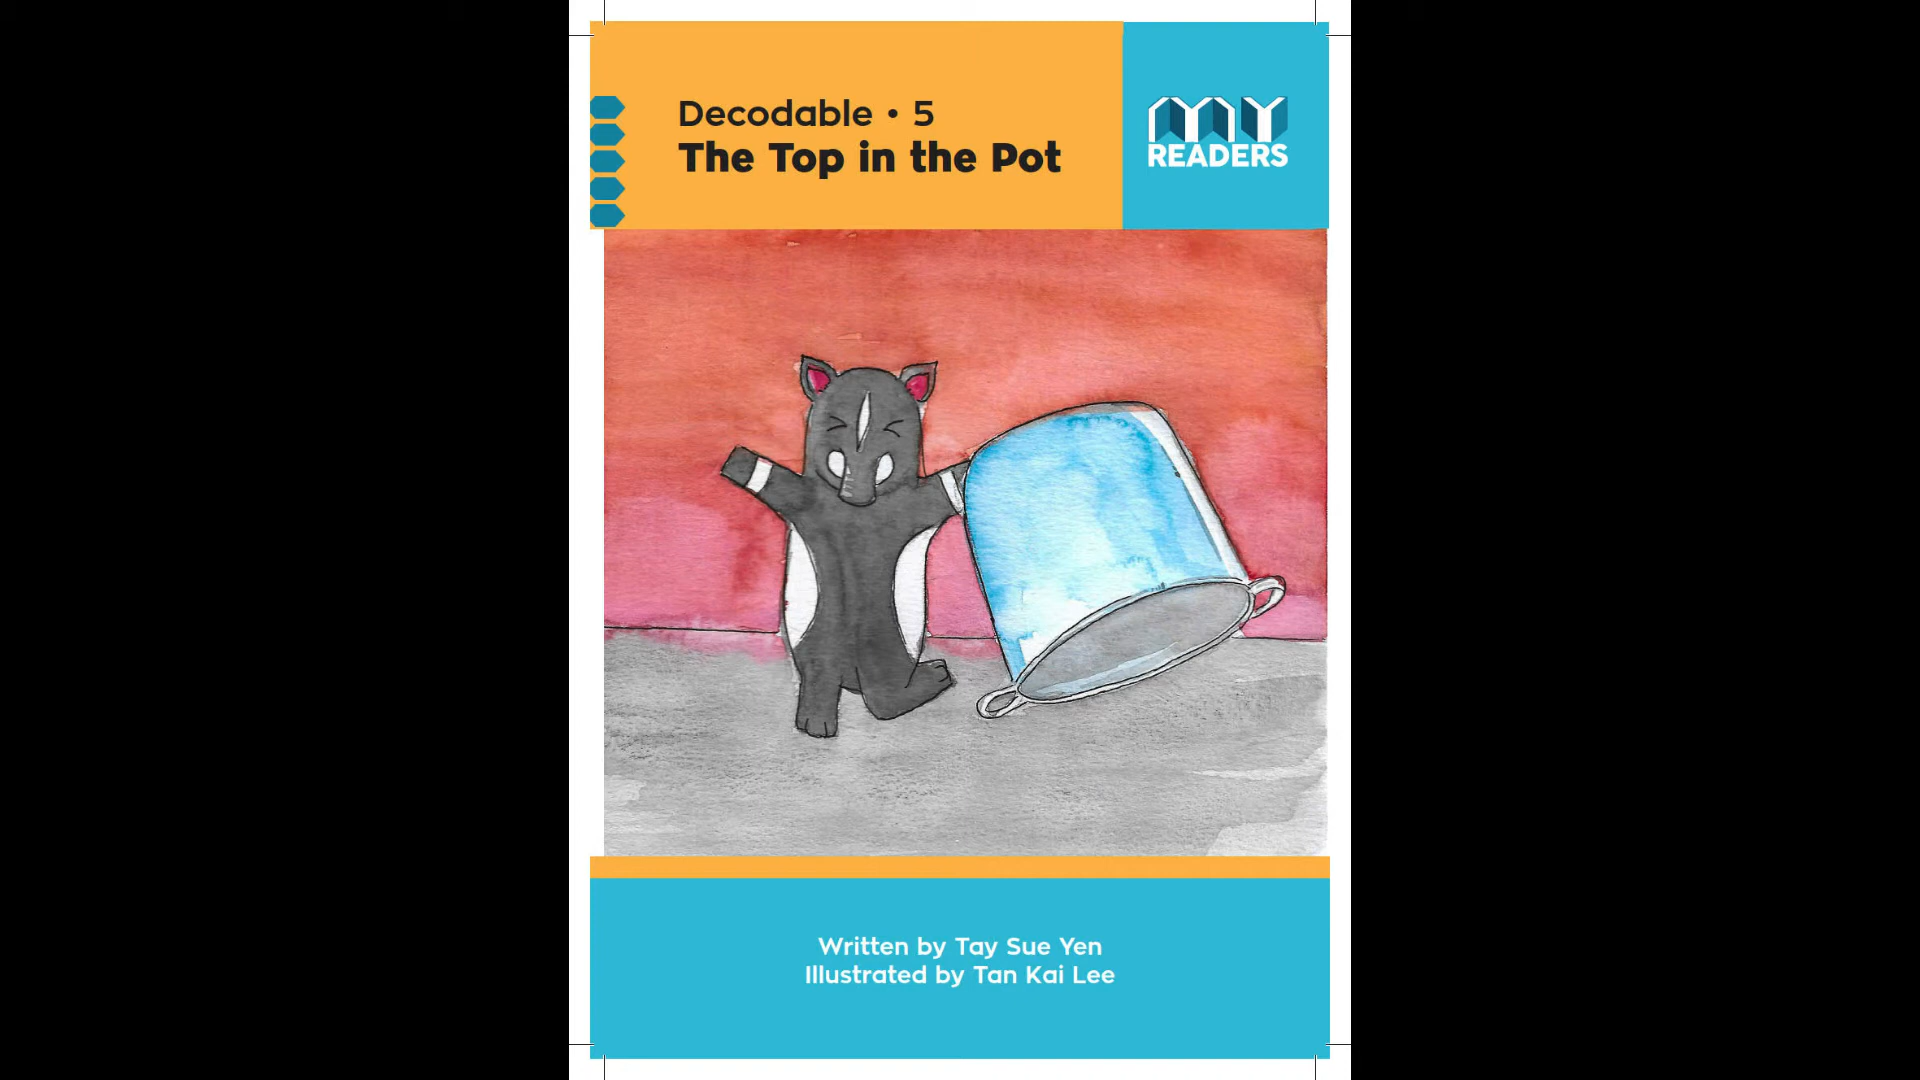 Decodable • 5
The Top in the Pot
MY
READERS
Written by Tay Sue Yen
Illustrated by Tan Kai Lee